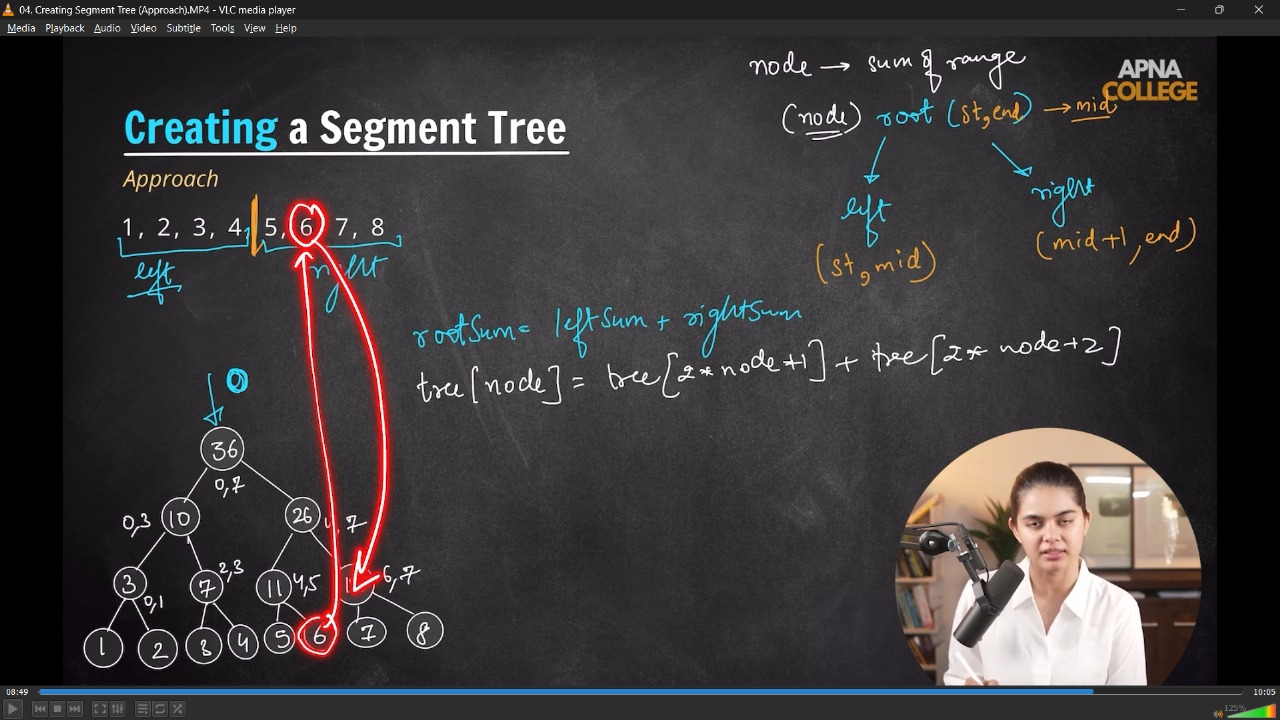 04. Creating Segment Tree (Approach).MP4 - VLC media player
Media Playback Audio Video Subtitle Tools View Help
node → sum of range
APNA
COLLEGE
(node) root (st, end) → mid
Creating a Segment Tree
Approach
left
right
(st, mid)
(mid+1, end)
1, 2, 3, 4, 5, 6, 7, 8
left
right
rootSum = leftSum + rightSum
tree[node] = tree[2*node+1] + tree[2* node+2]
0
36
0,7
0,3 10 26 7
3 7 2,3 11 4,5 6,7
0,1
1 2 3 4 5 6 7 8
08:49 10:05
125%